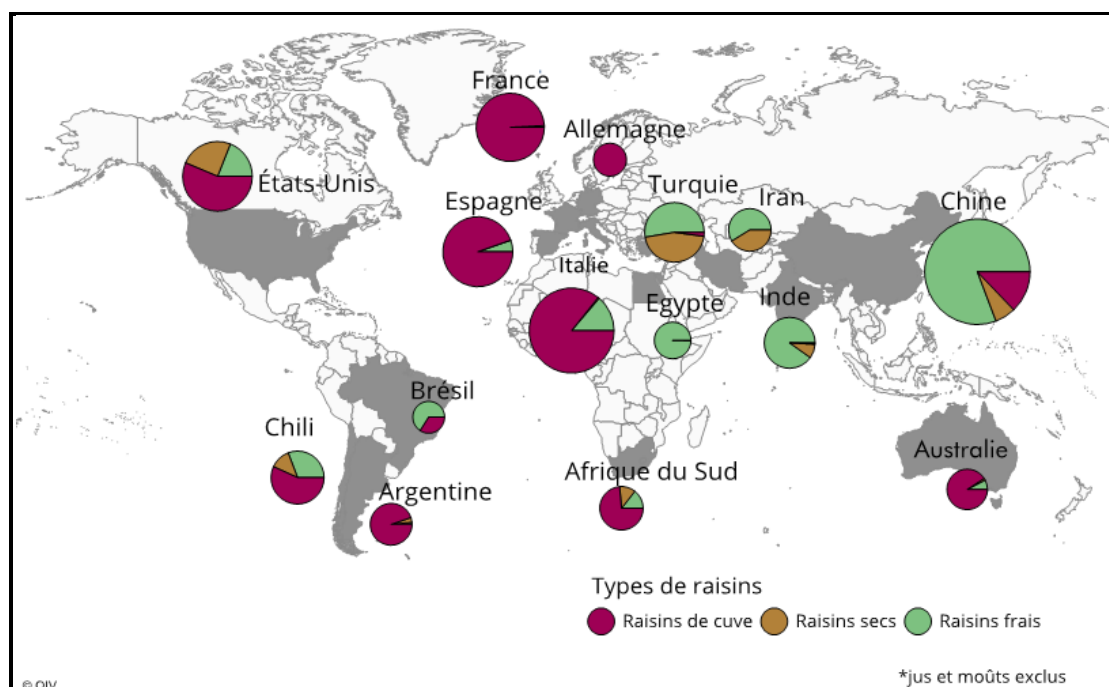 France
Allemagne
États-Unis
Turquie
Iran
Chine
Espagne
Italie
Egypte
Inde
Brésil
Chili
Afrique du Sud
Australie
Argentine
Types de raisins
Raisins de cuve
Raisins secs
Raisins frais
*jus et moûts exclus
© OIV